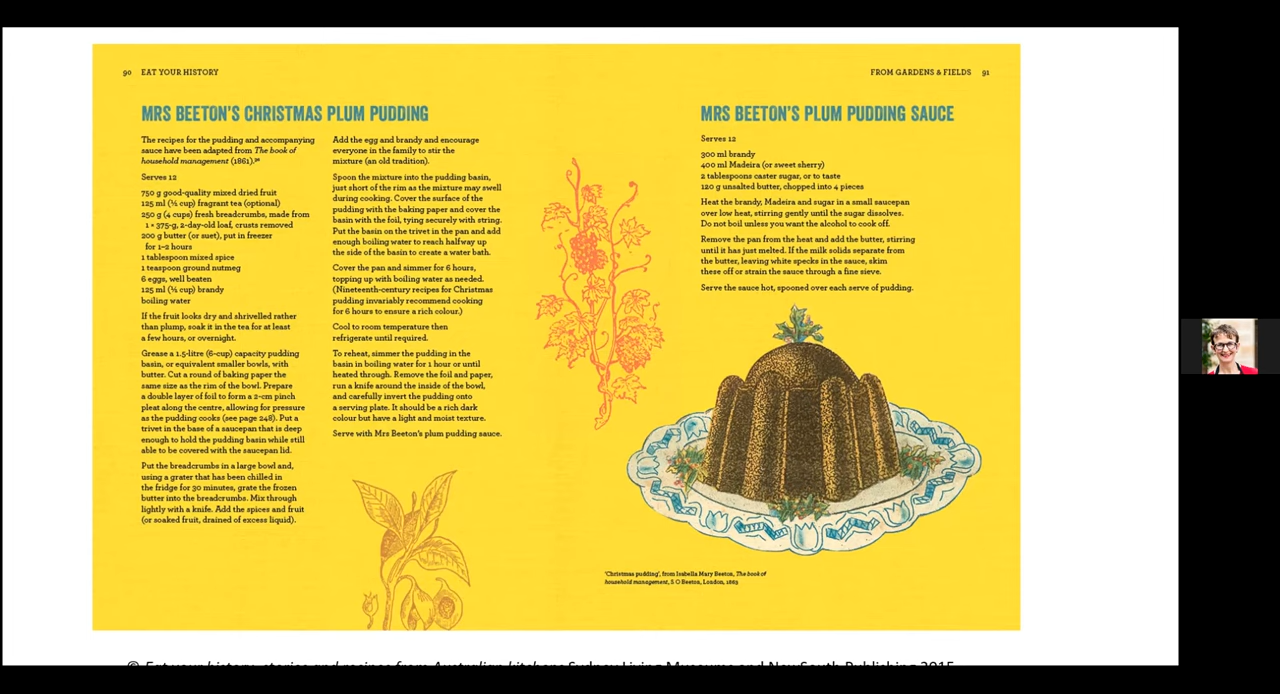 90 EAT YOUR HISTORY
MRS BEETON'S CHRISTMAS PLUM PUDDING
The recipes for the pudding and accompanying
sauce have been adapted from The book of
household management (1861).
Serves 12
750 g good-quality mixed dried fruit
125 ml (½ cup) fragrant tea (optional)
250 g (4 cups) fresh breadcrumbs, made from
1 × 375-g, 2-day-old loaf, crusts removed
200 g butter (or suet), put in freezer
for 1–2 hours
1 tablespoon mixed spice
1 teaspoon ground nutmeg
6 eggs, well beaten
125 ml (½ cup) brandy
boiling water
If the fruit looks dry and shrivelled rather
than plump, soak it in the tea for at least
a few hours, or overnight.
Grease a 1.5-litre (6-cup) capacity pudding
basin, or equivalent smaller bowls, with
butter. Cut a round of baking paper the
same size as the rim of the bowl. Prepare
a double layer of foil to form a 2-cm pinch
pleat along the centre, allowing for pressure
as the pudding cooks (see page 248). Put a
trivet in the base of a saucepan that is deep
enough to hold the pudding basin while still
able to be covered with the saucepan lid.
Put the breadcrumbs in a large bowl and,
using a grater that has been chilled in
the fridge for 30 minutes, grate the frozen
butter into the breadcrumbs. Mix through
lightly with a knife. Add the spices and fruit
(or soaked fruit, drained of excess liquid).
Add the egg and brandy and encourage
everyone in the family to stir the
mixture (an old tradition).
Spoon the mixture into the pudding basin,
just short of the rim as the mixture may swell
during cooking. Cover the surface of the
pudding with the baking paper and cover the
basin with the foil, tying securely with string.
Put the basin on the trivet in the pan and add
enough boiling water to reach halfway up
the side of the basin to create a water bath.
Cover the pan and simmer for 6 hours,
topping up with boiling water as needed.
(Nineteenth-century recipes for Christmas
pudding invariably recommend cooking
for 6 hours to ensure a rich colour.)
Cool to room temperature then
refrigerate until required.
To reheat, simmer the pudding in the
basin in boiling water for 1 hour or until
heated through. Remove the foil and paper,
run a knife around the inside of the bowl,
and carefully invert the pudding onto
a serving plate. It should be a rich dark
colour but have a light and moist texture.
Serve with Mrs Beeton's plum pudding sauce.
FROM GARDENS & FIELDS 91
MRS BEETON'S PLUM PUDDING SAUCE
Serves 12
300 ml brandy
400 ml Madeira (or sweet sherry)
2 tablespoons caster sugar, or to taste
120 g unsalted butter, chopped into 4 pieces
Heat the brandy, Madeira and sugar in a small saucepan
over low heat, stirring gently until the sugar dissolves.
Do not boil unless you want the alcohol to cook off.
Remove the pan from the heat and add the butter, stirring
until it has just melted. If the milk solids separate from
the butter, leaving white specks in the sauce, skim
these off or strain the sauce through a fine sieve.
Serve the sauce hot, spooned over each serve of pudding.
'Christmas pudding', from Isabella Mary Beeton, The book of
household management, S O Beeton, London, 1863
© Eat your history, stories and recipes from Australian kitchens Sydney Living Museums and NewSouth Publishing 2015